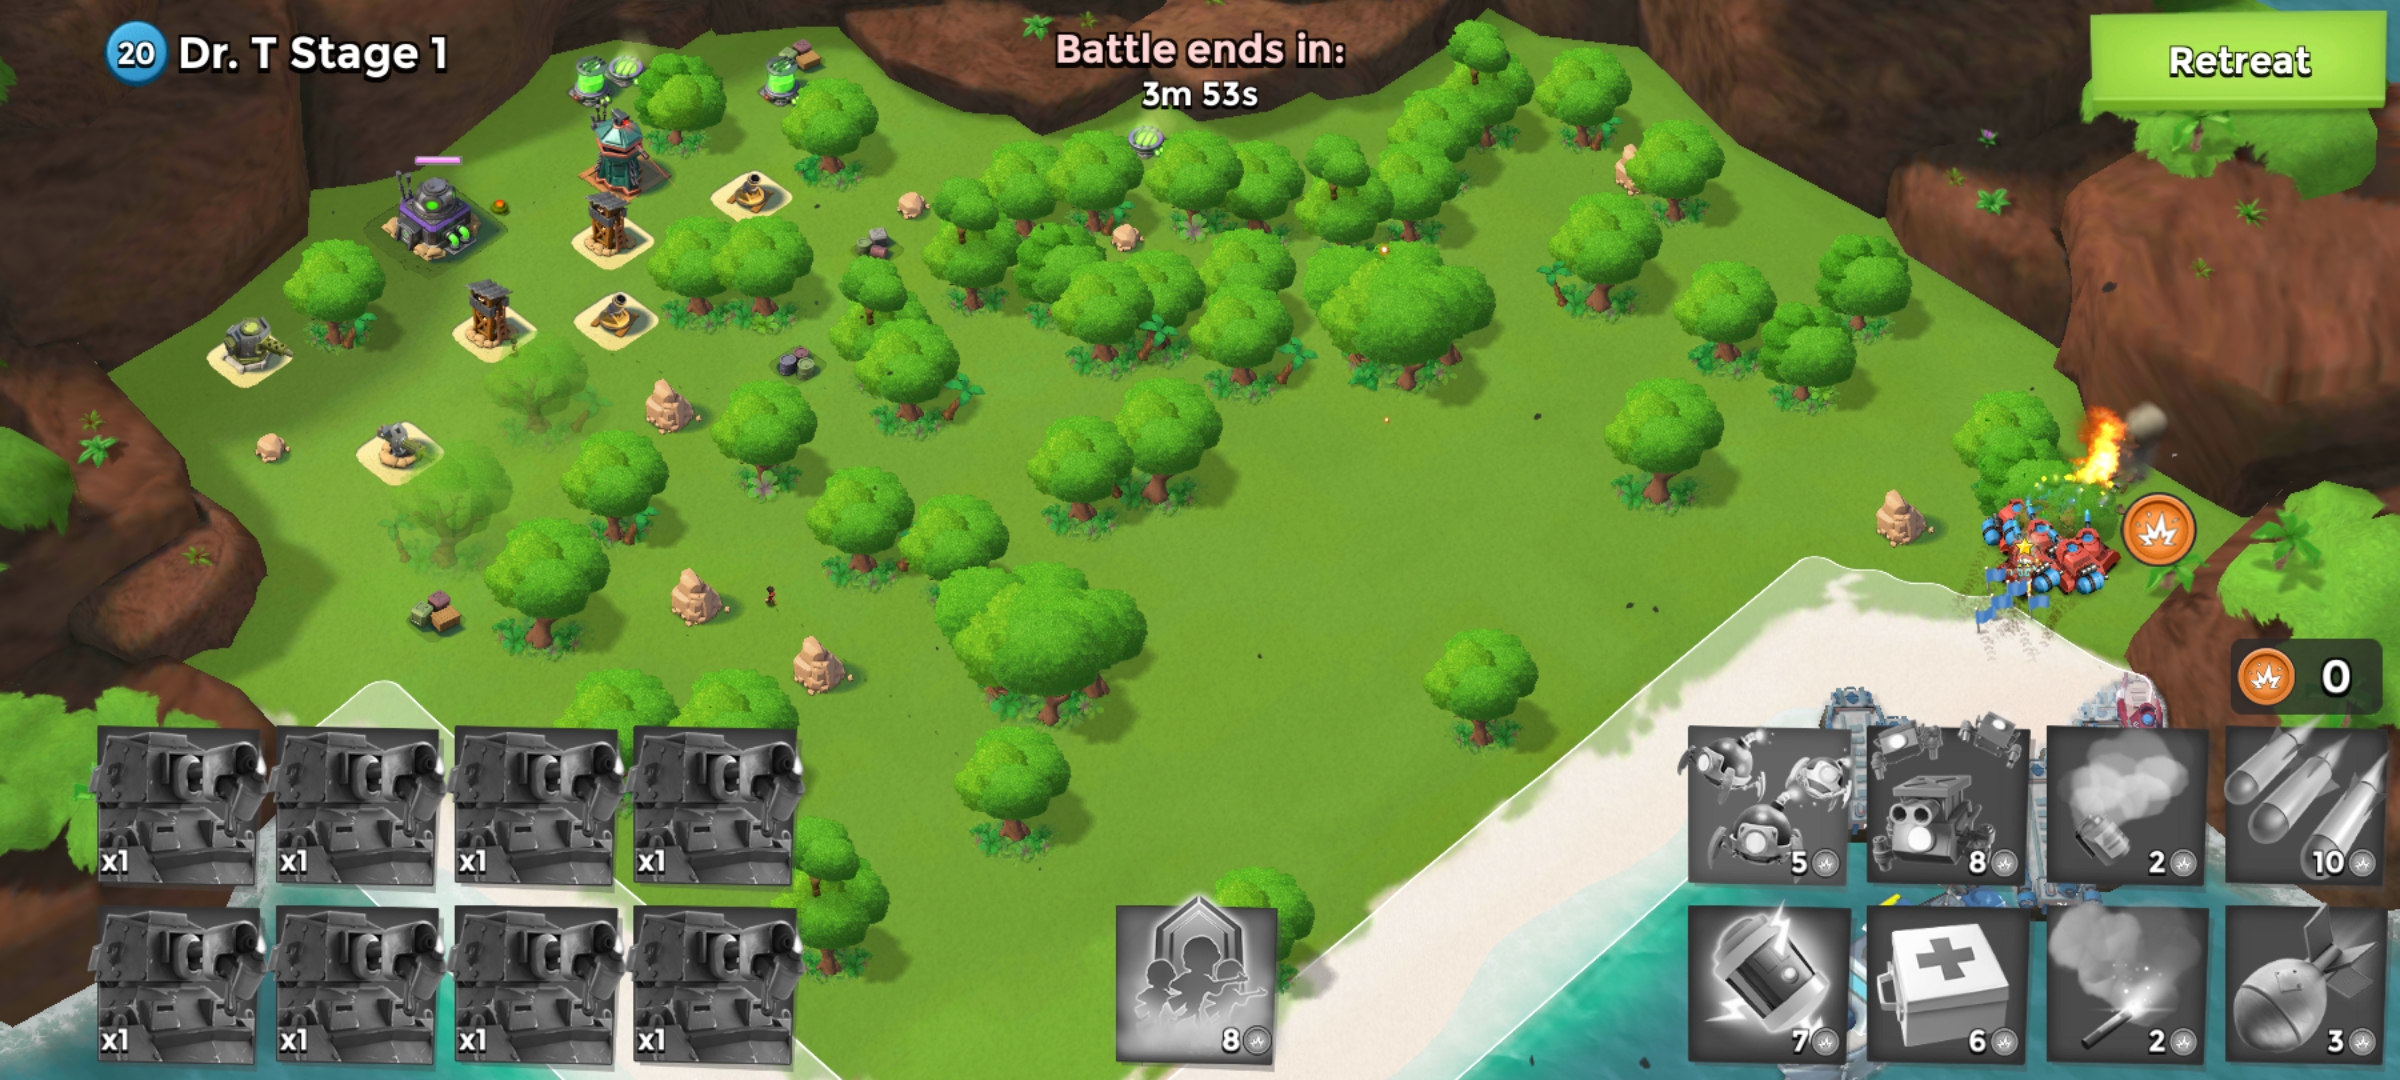 20 Dr. T Stage 1
Battle ends in:
3m 53s
Retreat
0
x1 x1 x1 x1
5 8 2 10
x1 x1 x1 x1
8
7 6 2 3